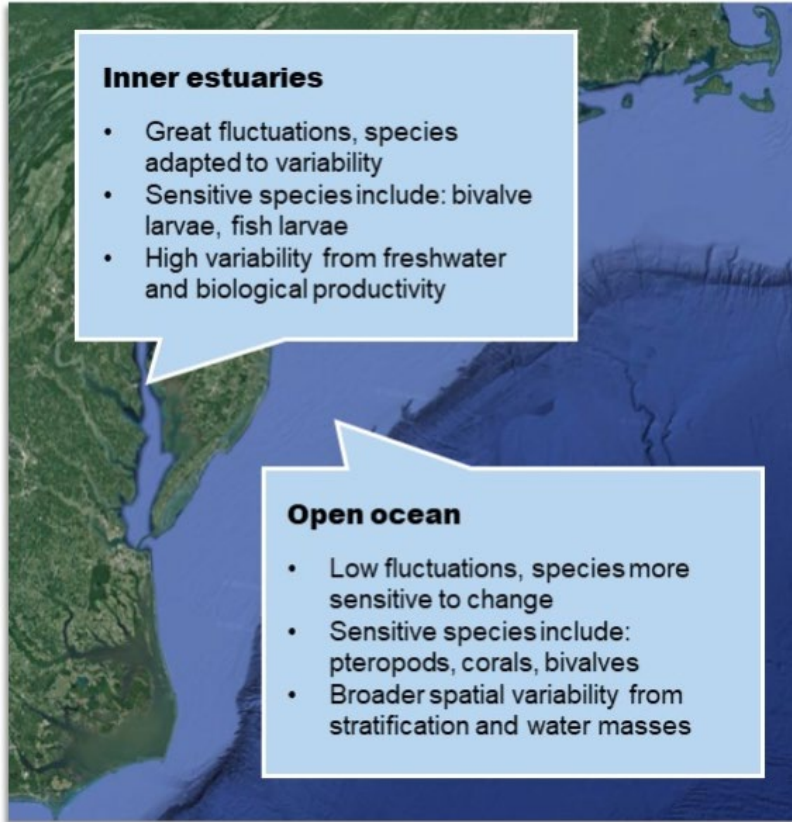 Inner estuaries
• Great fluctuations, species
adapted to variability
• Sensitive species include: bivalve
larvae, fish larvae
• High variability from freshwater
and biological productivity
Open ocean
• Low fluctuations, species more
sensitive to change
• Sensitive species include:
pteropods, corals, bivalves
• Broader spatial variability from
stratification and water masses